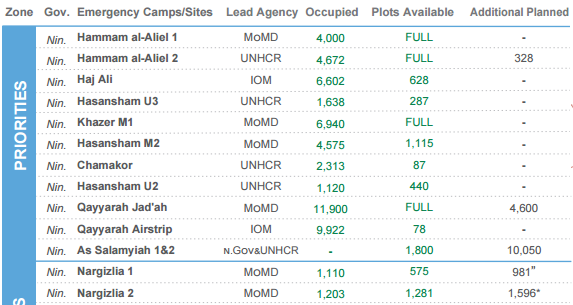 Zone Gov. Emergency Camps/Sites Lead Agency Occupied Plots Available Additional Planned
PRIORITIES
Nin. Hammam al-Aliel 1 MoMD 4,000 FULL -
Nin. Hammam al-Aliel 2 UNHCR 4,672 FULL 328
Nin. Haj Ali IOM 6,602 628 -
Nin. Hasansham U3 UNHCR 1,638 287 -
Nin. Khazer M1 MoMD 6,940 FULL -
Nin. Hasansham M2 MoMD 4,575 1,115 -
Nin. Chamakor UNHCR 2,313 87 -
Nin. Hasansham U2 UNHCR 1,120 440 -
Nin. Qayyarah Jad'ah MoMD 11,900 FULL 4,600
Nin. Qayyarah Airstrip IOM 9,922 78 -
Nin. As Salamyiah 1&2 N.Gov&UNHCR - 1,800 10,050
Nin. Nargizlia 1 MoMD 1,110 575 981"
Nin. Nargizlia 2 MoMD 1,203 1,281 1,596*